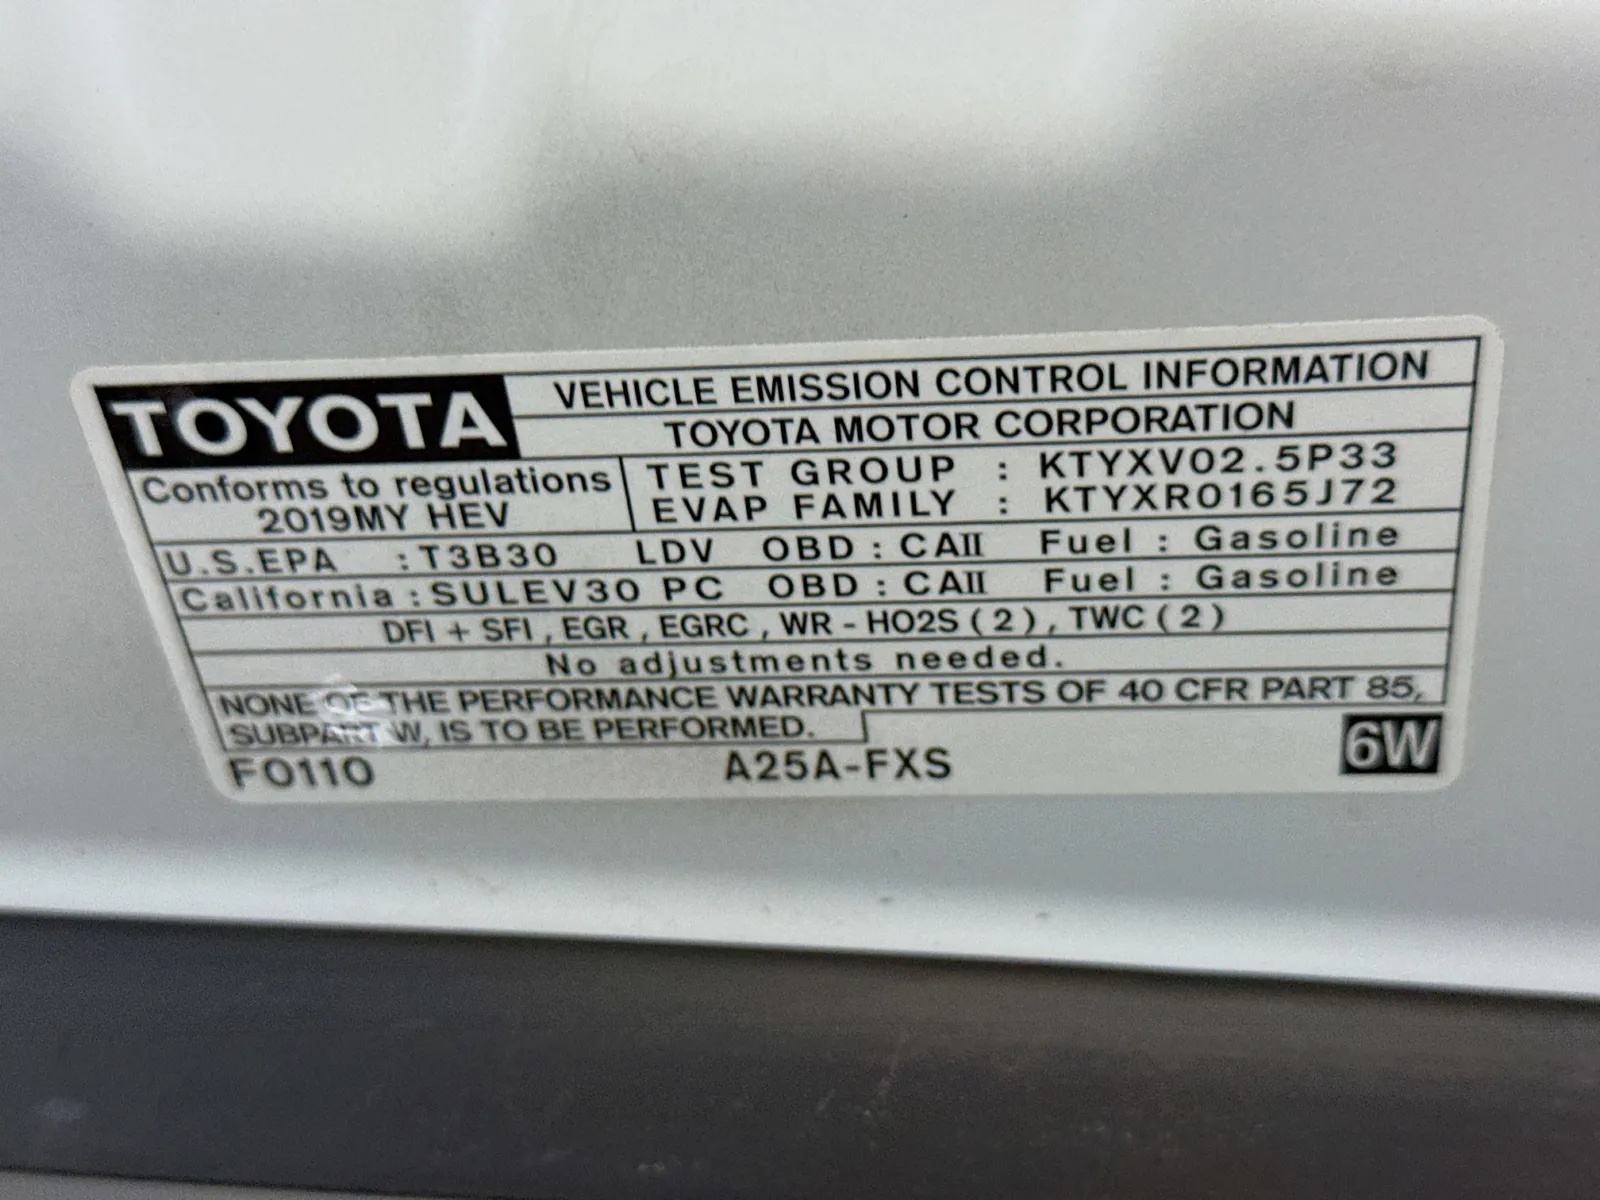 TOYOTA
VEHICLE EMISSION CONTROL INFORMATION
TOYOTA MOTOR CORPORATION
Conforms to regulations
2019MY HEV
TEST GROUP : KTYXV02.5P33
EVAP FAMILY : KTYXR0165J72
U.S.EPA : T3B30 LDV OBD : CAII Fuel : Gasoline
California : SULEV30 PC OBD : CAII Fuel : Gasoline
DFI + SFI , EGR , EGRC , WR - HO2S ( 2 ) , TWC ( 2 )
No adjustments needed.
NONE OF THE PERFORMANCE WARRANTY TESTS OF 40 CFR PART 85,
SUBPART W, IS TO BE PERFORMED.
F0110 A25A-FXS 6W